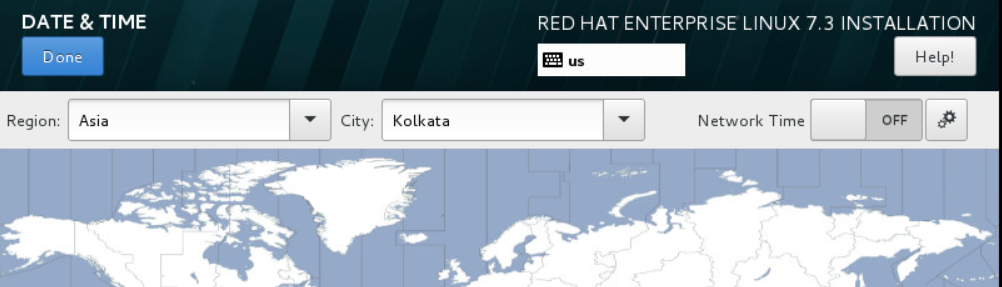 DATE & TIME
RED HAT ENTERPRISE LINUX 7.3 INSTALLATION
Done
us
Help!
Region: Asia City: Kolkata Network Time OFF